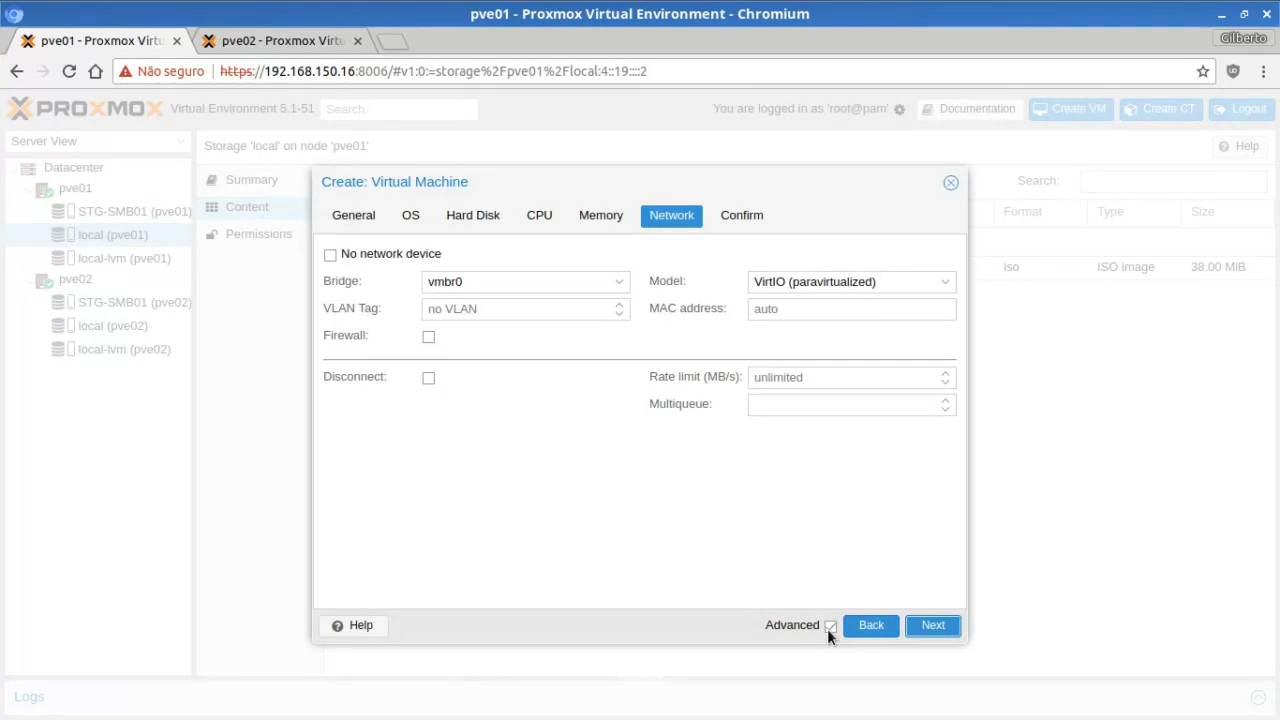 pve01 - Proxmox Virtual Environment - Chromium
pve01 - Proxmox Virtu
pve02 - Proxmox Virtu
Gilberto
Não seguro
https://192.168.150.16:8006/#v1:0:=storage%2Fpve01%2Flocal:4::19::::2
PROXMOX
Virtual Environment 5.1-51
Search
You are logged in as 'root@pam'
Documentation
Create VM
Create CT
Logout
Server View
Storage 'local' on node 'pve01'
Help
Datacenter
pve01
STG-SMB01 (pve01)
local (pve01)
local-lvm (pve01)
pve02
STG-SMB01 (pve02)
local (pve02)
local-lvm (pve02)
Summary
Content
Permissions
Search:
Format
Type
Size
iso
ISO image
38.00 MiB
Create: Virtual Machine
General
OS
Hard Disk
CPU
Memory
Network
Confirm
No network device
Bridge:
vmbr0
Model:
VirtIO (paravirtualized)
VLAN Tag:
no VLAN
MAC address:
auto
Firewall:
Disconnect:
Rate limit (MB/s):
unlimited
Multiqueue:
Help
Advanced
Back
Next
Logs